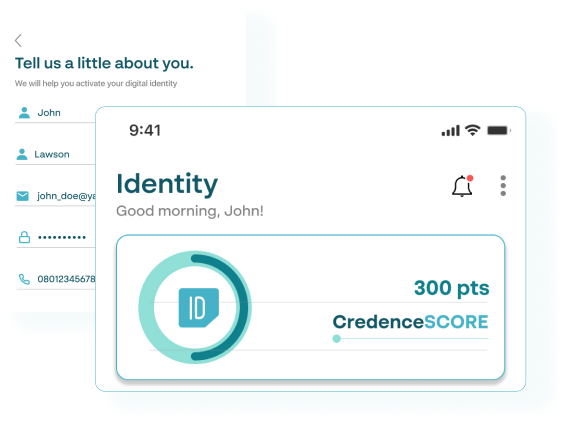 Tell us a little about you.
We will help you activate your digital identity
John
Lawson
john_doe@ya
08012345678
9:41
Identity
Good morning, John!
ID
300 pts
CredenceSCORE